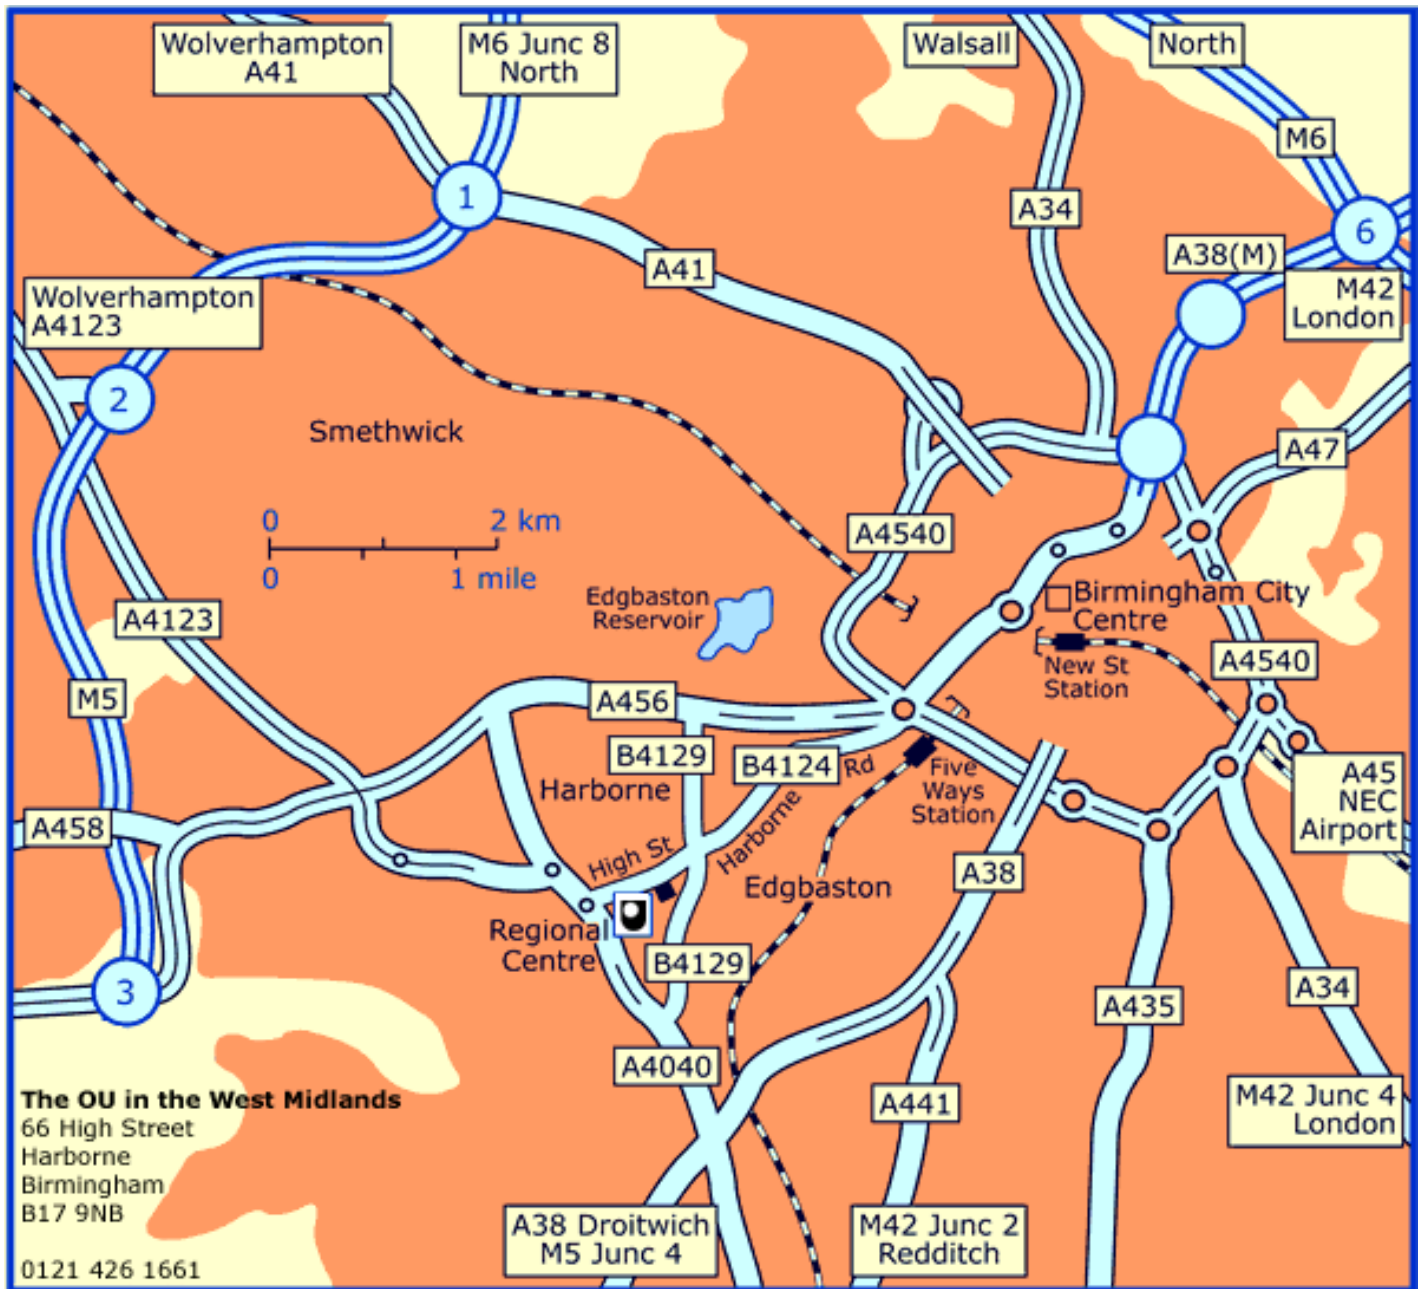 Wolverhampton
A41
M6 Junc 8
North
Walsall
North
M6
1
A34
6
A38(M)
A41
M42
London
Wolverhampton
A4123
2
Smethwick
A47
0 2 km
0 1 mile
A4540
Edgbaston
Reservoir
Birmingham City
Centre
A4123
New St
Station
A4540
M5
A456
B4129
B4124
Harborne Rd
Five
Ways
Station
Harborne
A45
NEC
Airport
A458
High St
Edgbaston
A38
Regional
Centre
B4129
3
A435
A34
A4040
A441
M42 Junc 4
London
The OU in the West Midlands
66 High Street
Harborne
Birmingham
B17 9NB
0121 426 1661
A38 Droitwich
M5 Junc 4
M42 Junc 2
Redditch